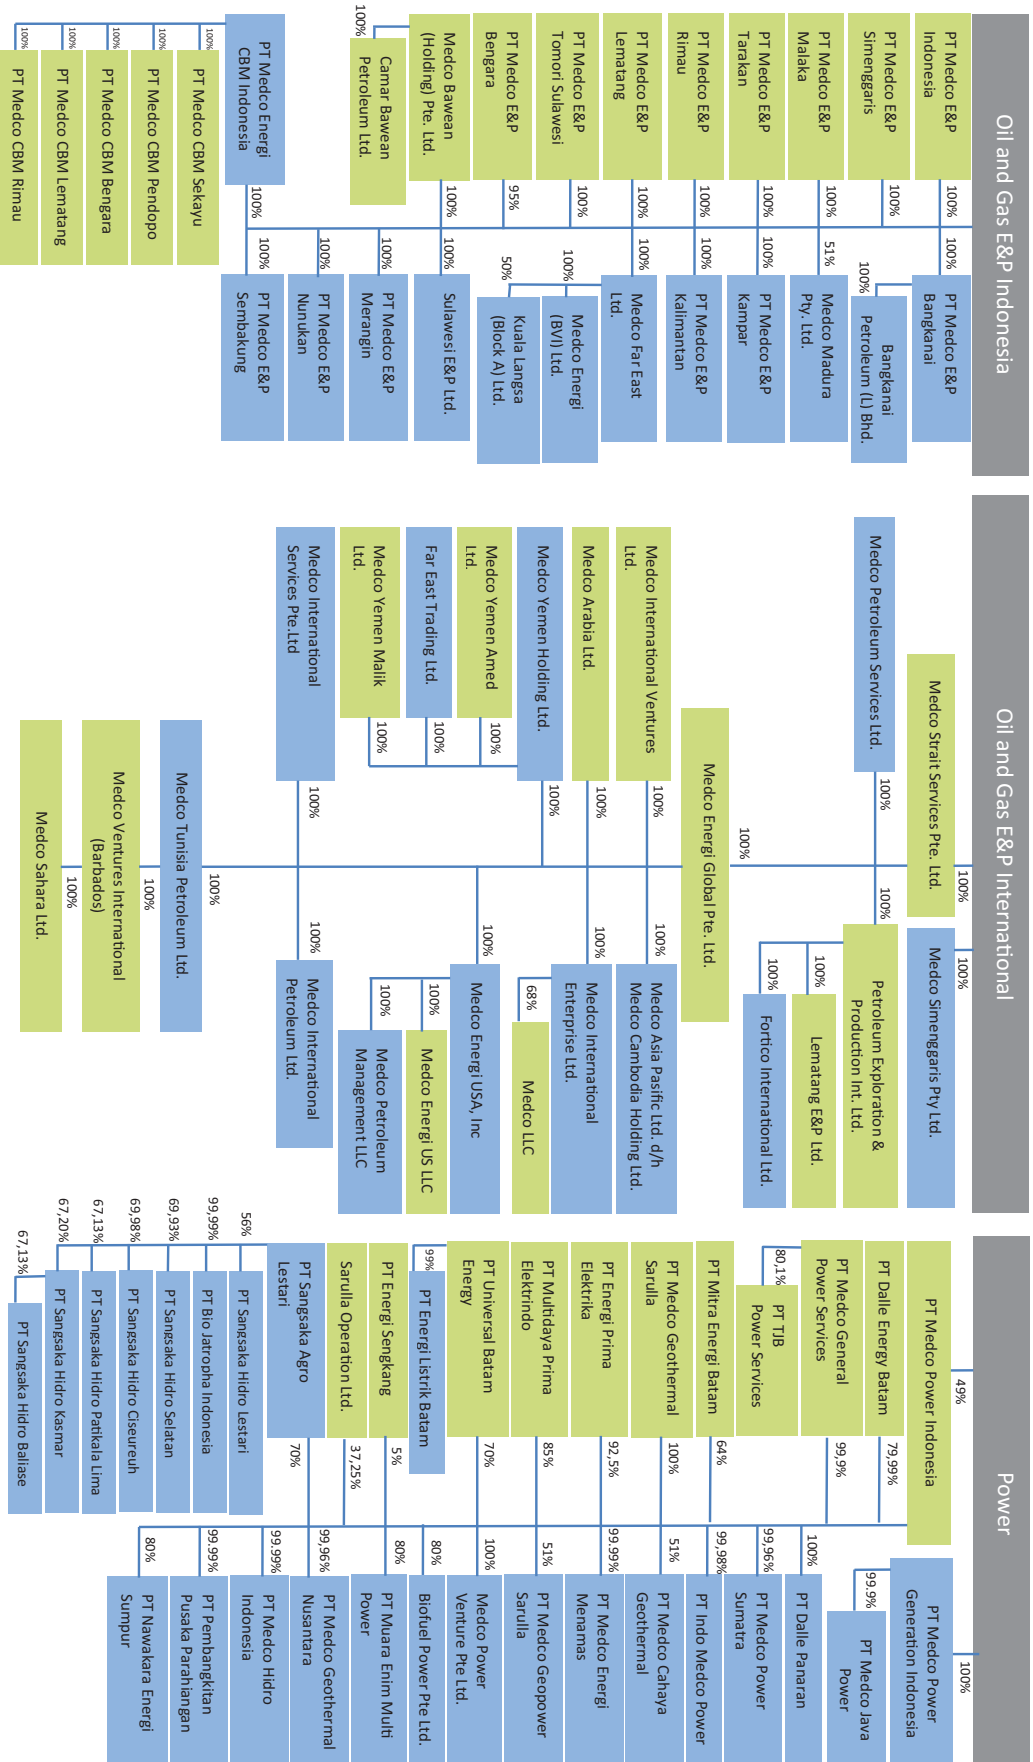 Oil and Gas E&P Indonesia
PT Medco E&P
Indonesia
100%
PT Medco E&P
Simenggaris
100%
PT Medco E&P
Malaka
100%
PT Medco E&P
Tarakan
100%
PT Medco E&P
Rimau
100%
PT Medco E&P
Lematang
100%
PT Medco E&P
Tomori Sulawesi
100%
PT Medco E&P
Bengara
95%
Medco Bawean
(Holding) Pte. Ltd.
100%
100%
Camar Bawean
Petroleum Ltd.
PT Medco Energi
CBM Indonesia
100%
100%
PT Medco CBM Sekayu
100%
PT Medco CBM Pendopo
100%
PT Medco CBM Bengara
100%
PT Medco CBM Lematang
100%
PT Medco CBM Rimau
100%
PT Medco E&P
Bangkanai
100%
Bangkanai
Petroleum (L) Bhd.
51%
Medco Madura
Pty. Ltd.
100%
PT Medco E&P
Kampar
100%
PT Medco E&P
Kalimantan
100%
Medco Far East
Ltd.
100%
Medco Energi
(BVI) Ltd.
50%
Kuala Langsa
(Block A) Ltd.
100%
Sulawesi E&P Ltd.
100%
PT Medco E&P
Merangin
100%
PT Medco E&P
Nunukan
100%
PT Medco E&P
Sembakung
Oil and Gas E&P International
100%
Medco Strait Services Pte. Ltd.
100%
Medco Simenggaris Pty Ltd.
Medco Petroleum Services Ltd.
100%
100%
Petroleum Exploration &
Production Int. Ltd.
100%
Lematang E&P Ltd.
100%
Fortico International Ltd.
100%
Medco Energi Global Pte. Ltd.
Medco International Ventures
Ltd.
100%
100%
Medco Asia Pasific Ltd. d/h
Medco Cambodia Holding Ltd.
Medco Arabia Ltd.
100%
100%
Medco International
Enterprise Ltd.
68%
Medco LLC
Medco Yemen Holding Ltd.
100%
Medco Yemen Amed
Ltd.
100%
Far East Trading Ltd.
100%
Medco Yemen Malik
Ltd.
100%
100%
Medco Energi USA, Inc
100%
Medco Energi US LLC
100%
Medco Petroleum
Management LLC
Medco International
Services Pte.Ltd
100%
100%
Medco International
Petroleum Ltd.
100%
Medco Tunisia Petroleum Ltd.
100%
Medco Ventures International
(Barbados)
100%
Medco Sahara Ltd.
Power
49%
PT Medco Power Indonesia
100%
PT Medco Power
Generation Indonesia
99.9%
PT Medco Java
Power
PT Dalle Energy Batam
79,99%
PT Medco General
Power Services
99,9%
80,1%
PT TJB
Power Services
PT Mitra Energi Batam
64%
PT Medco Geothermal
Sarulla
100%
PT Energi Prima
Elektrika
92,5%
PT Multidaya Prima
Elektrindo
85%
PT Universal Batam
Energy
70%
99%
PT Energi Listrik Batam
PT Energi Sengkang
5%
Sarulla Operation Ltd.
37,25%
PT Sangsaka Agro
Lestari
70%
56%
PT Sangsaka Hidro Lestari
99,99%
PT Bio Jatropha Indonesia
69,93%
PT Sangsaka Hidro Selatan
69,98%
PT Sangsaka Hidro Ciseureuh
67,13%
PT Sangsaka Hidro Patikala Lima
67,20%
PT Sangsaka Hidro Kasmar
67,13%
PT Sangsaka Hidro Baliase
100%
PT Dalle Panaran
99,96%
PT Medco Power
Sumatra
99,98%
PT Indo Medco Power
51%
PT Medco Cahaya
Geothermal
99.99%
PT Medco Energi
Menamas
51%
PT Medco Geopower
Sarulla
100%
Medco Power
Venture Pte Ltd.
80%
Biofuel Power Pte Ltd.
80%
PT Muara Enim Multi
Power
99,96%
PT Medco Geothermal
Nusantara
99.99%
PT Medco Hidro
Indonesia
99.99%
PT Pembangkitan
Pusaka Parahiangan
80%
PT Nawakara Energi
Sumpur